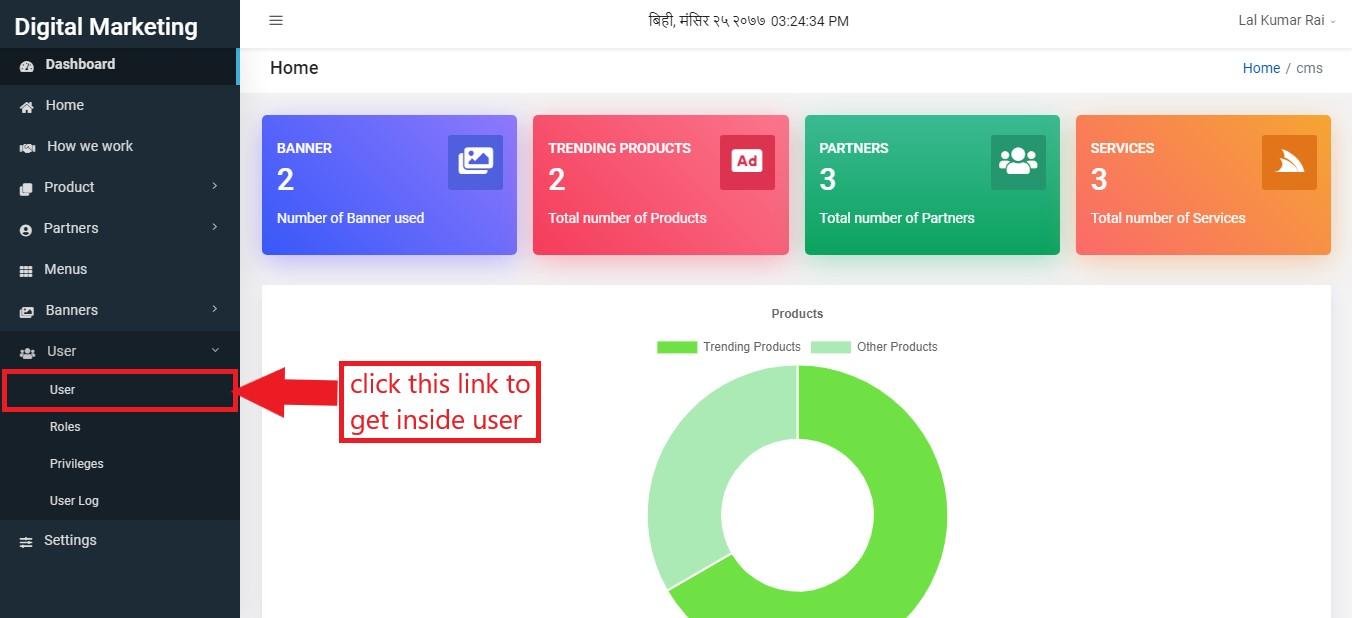 Digital Marketing
बिही, मंसिर २५ २०७७ 03:24:34 PM
Lal Kumar Rai
Dashboard
Home
How we work
Product
Partners
Menus
Banners
User
User
Roles
Privileges
User Log
Settings
Home
Home / cms
BANNER
2
Number of Banner used
TRENDING PRODUCTS
2
Total number of Products
Ad
PARTNERS
3
Total number of Partners
SERVICES
3
Total number of Services
Products
Trending Products
Other Products
click this link to
get inside user